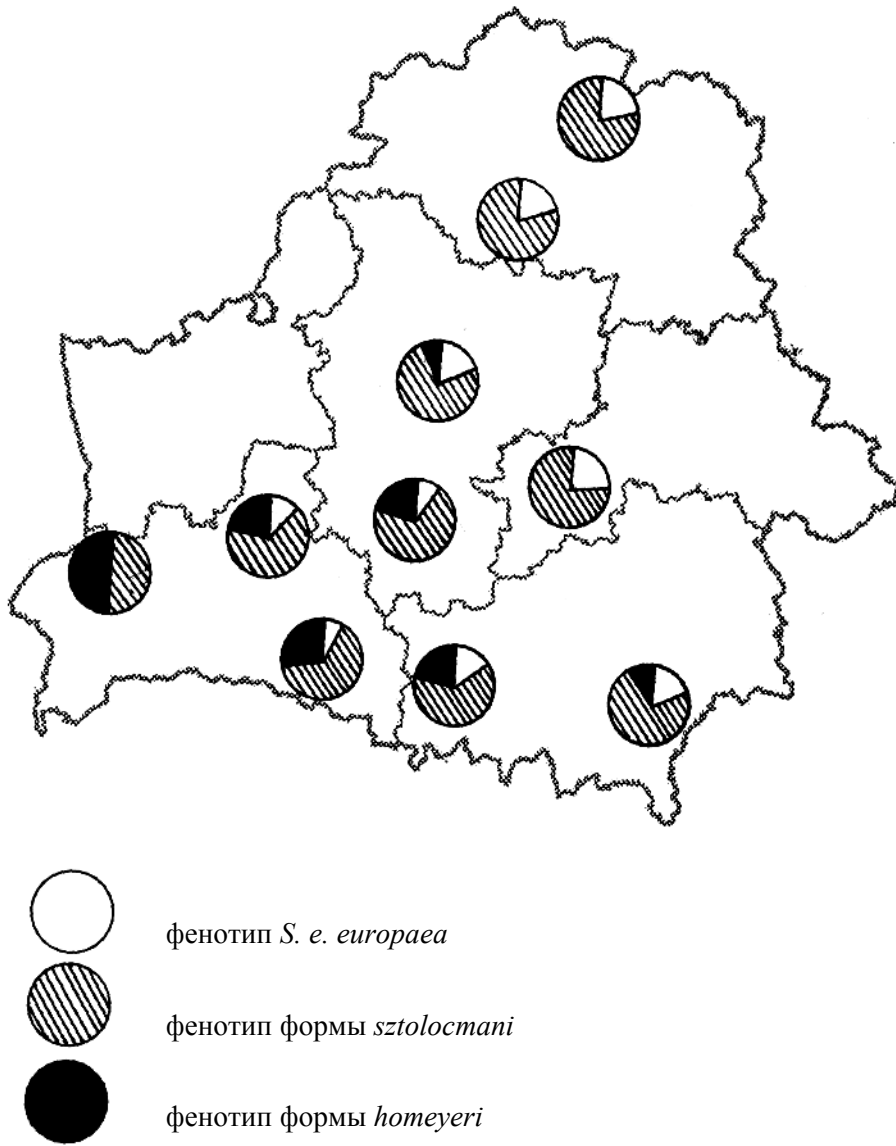 фенотип S. e. europaea
фенотип формы sztolocmani
фенотип формы homeyeri